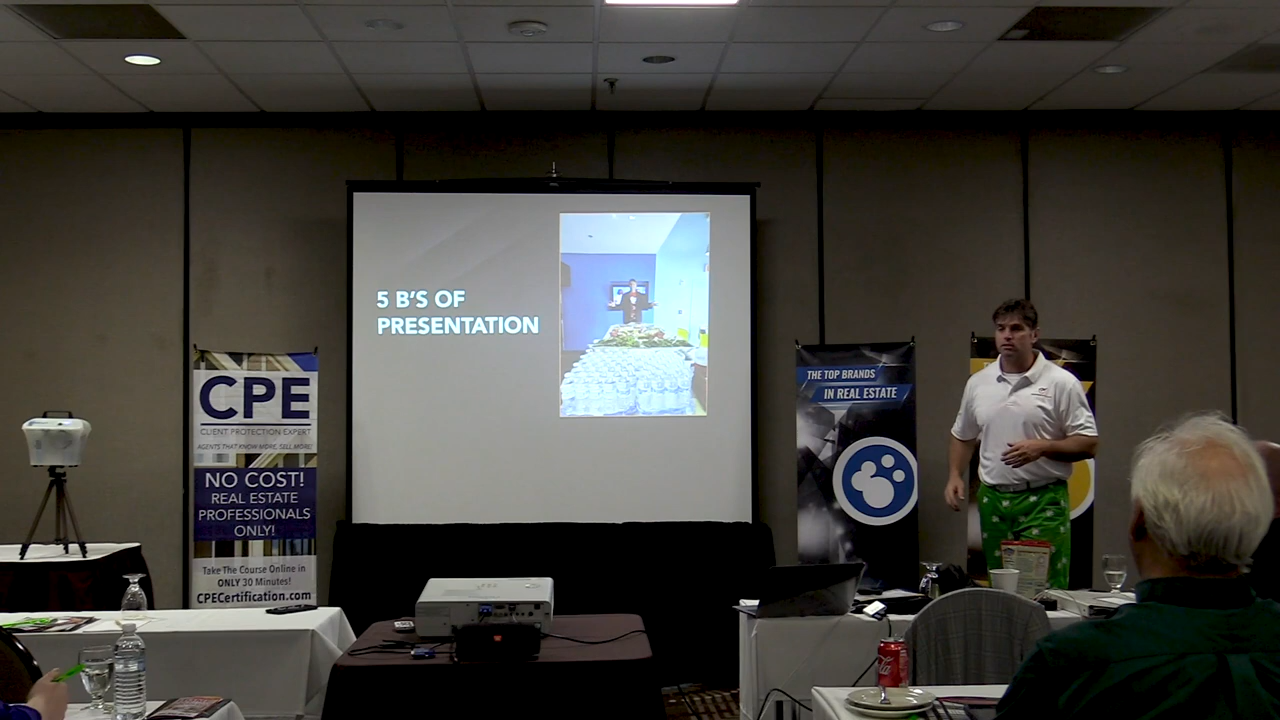 5 B'S OF
PRESENTATION
CPE
CLIENT PROTECTION EXPERT
AGENTS THAT KNOW MORE, SELL MORE!
NO COST!
REAL ESTATE
PROFESSIONALS
ONLY!
Take The Course Online in
ONLY 30 Minutes!
CPECertification.com
THE TOP BRANDS
IN REAL ESTATE